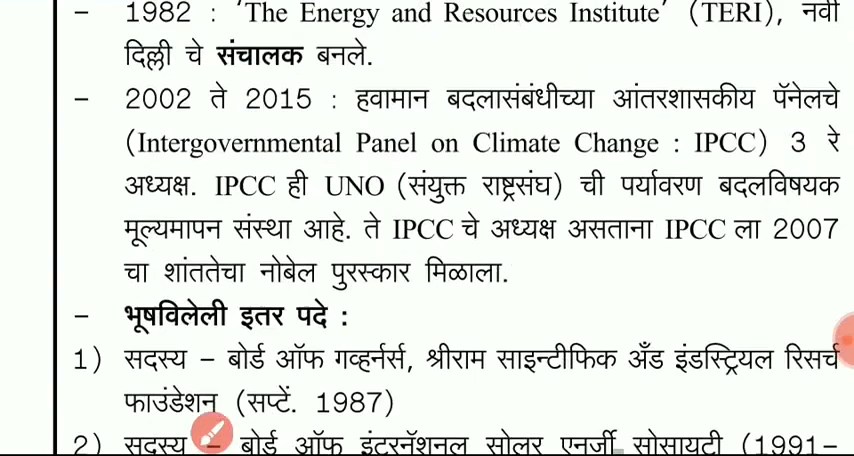 – 1982 : 'The Energy and Resources Institute' (TERI), नवी
दिल्ली चे संचालक बनले.
– 2002 ते 2015 : हवामान बदलासंबंधीच्या आंतरशासकीय पॅनेलचे
(Intergovernmental Panel on Climate Change : IPCC) 3 रे
अध्यक्ष. IPCC ही UNO (संयुक्त राष्ट्रसंघ) ची पर्यावरण बदलविषयक
मूल्यमापन संस्था आहे. ते IPCC चे अध्यक्ष असताना IPCC ला 2007
चा शांततेचा नोबेल पुरस्कार मिळाला.
– भूषविलेली इतर पदे :
1) सदस्य – बोर्ड ऑफ गव्हर्नर्स, श्रीराम साइन्टीफिक अँड इंडस्ट्रियल रिसर्च
फाउंडेशन (सप्टें. 1987)
2) सदस्य – बोर्ड ऑफ इंटरनॅशनल सोलर एनर्जी सोसायटी (1991–